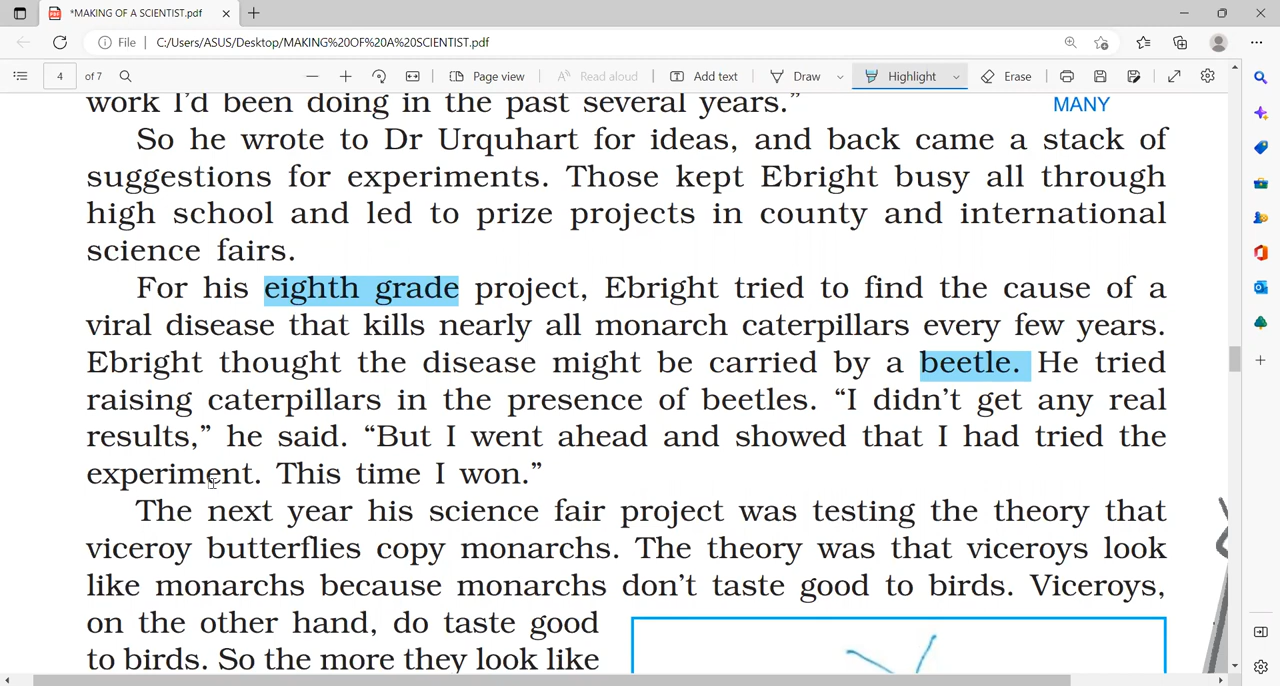 *MAKING OF A SCIENTIST.pdf
File | C:/Users/ASUS/Desktop/MAKING%20OF%20A%20SCIENTIST.pdf
4 of 7 Page view Read aloud Add text Draw Highlight Erase
work I'd been doing in the past several years." MANY
So he wrote to Dr Urquhart for ideas, and back came a stack of
suggestions for experiments. Those kept Ebright busy all through
high school and led to prize projects in county and international
science fairs.
For his eighth grade project, Ebright tried to find the cause of a
viral disease that kills nearly all monarch caterpillars every few years.
Ebright thought the disease might be carried by a beetle. He tried
raising caterpillars in the presence of beetles. “I didn’t get any real
results,” he said. “But I went ahead and showed that I had tried the
experiment. This time I won.”
The next year his science fair project was testing the theory that
viceroy butterflies copy monarchs. The theory was that viceroys look
like monarchs because monarchs don’t taste good to birds. Viceroys,
on the other hand, do taste good
to birds. So the more they look like